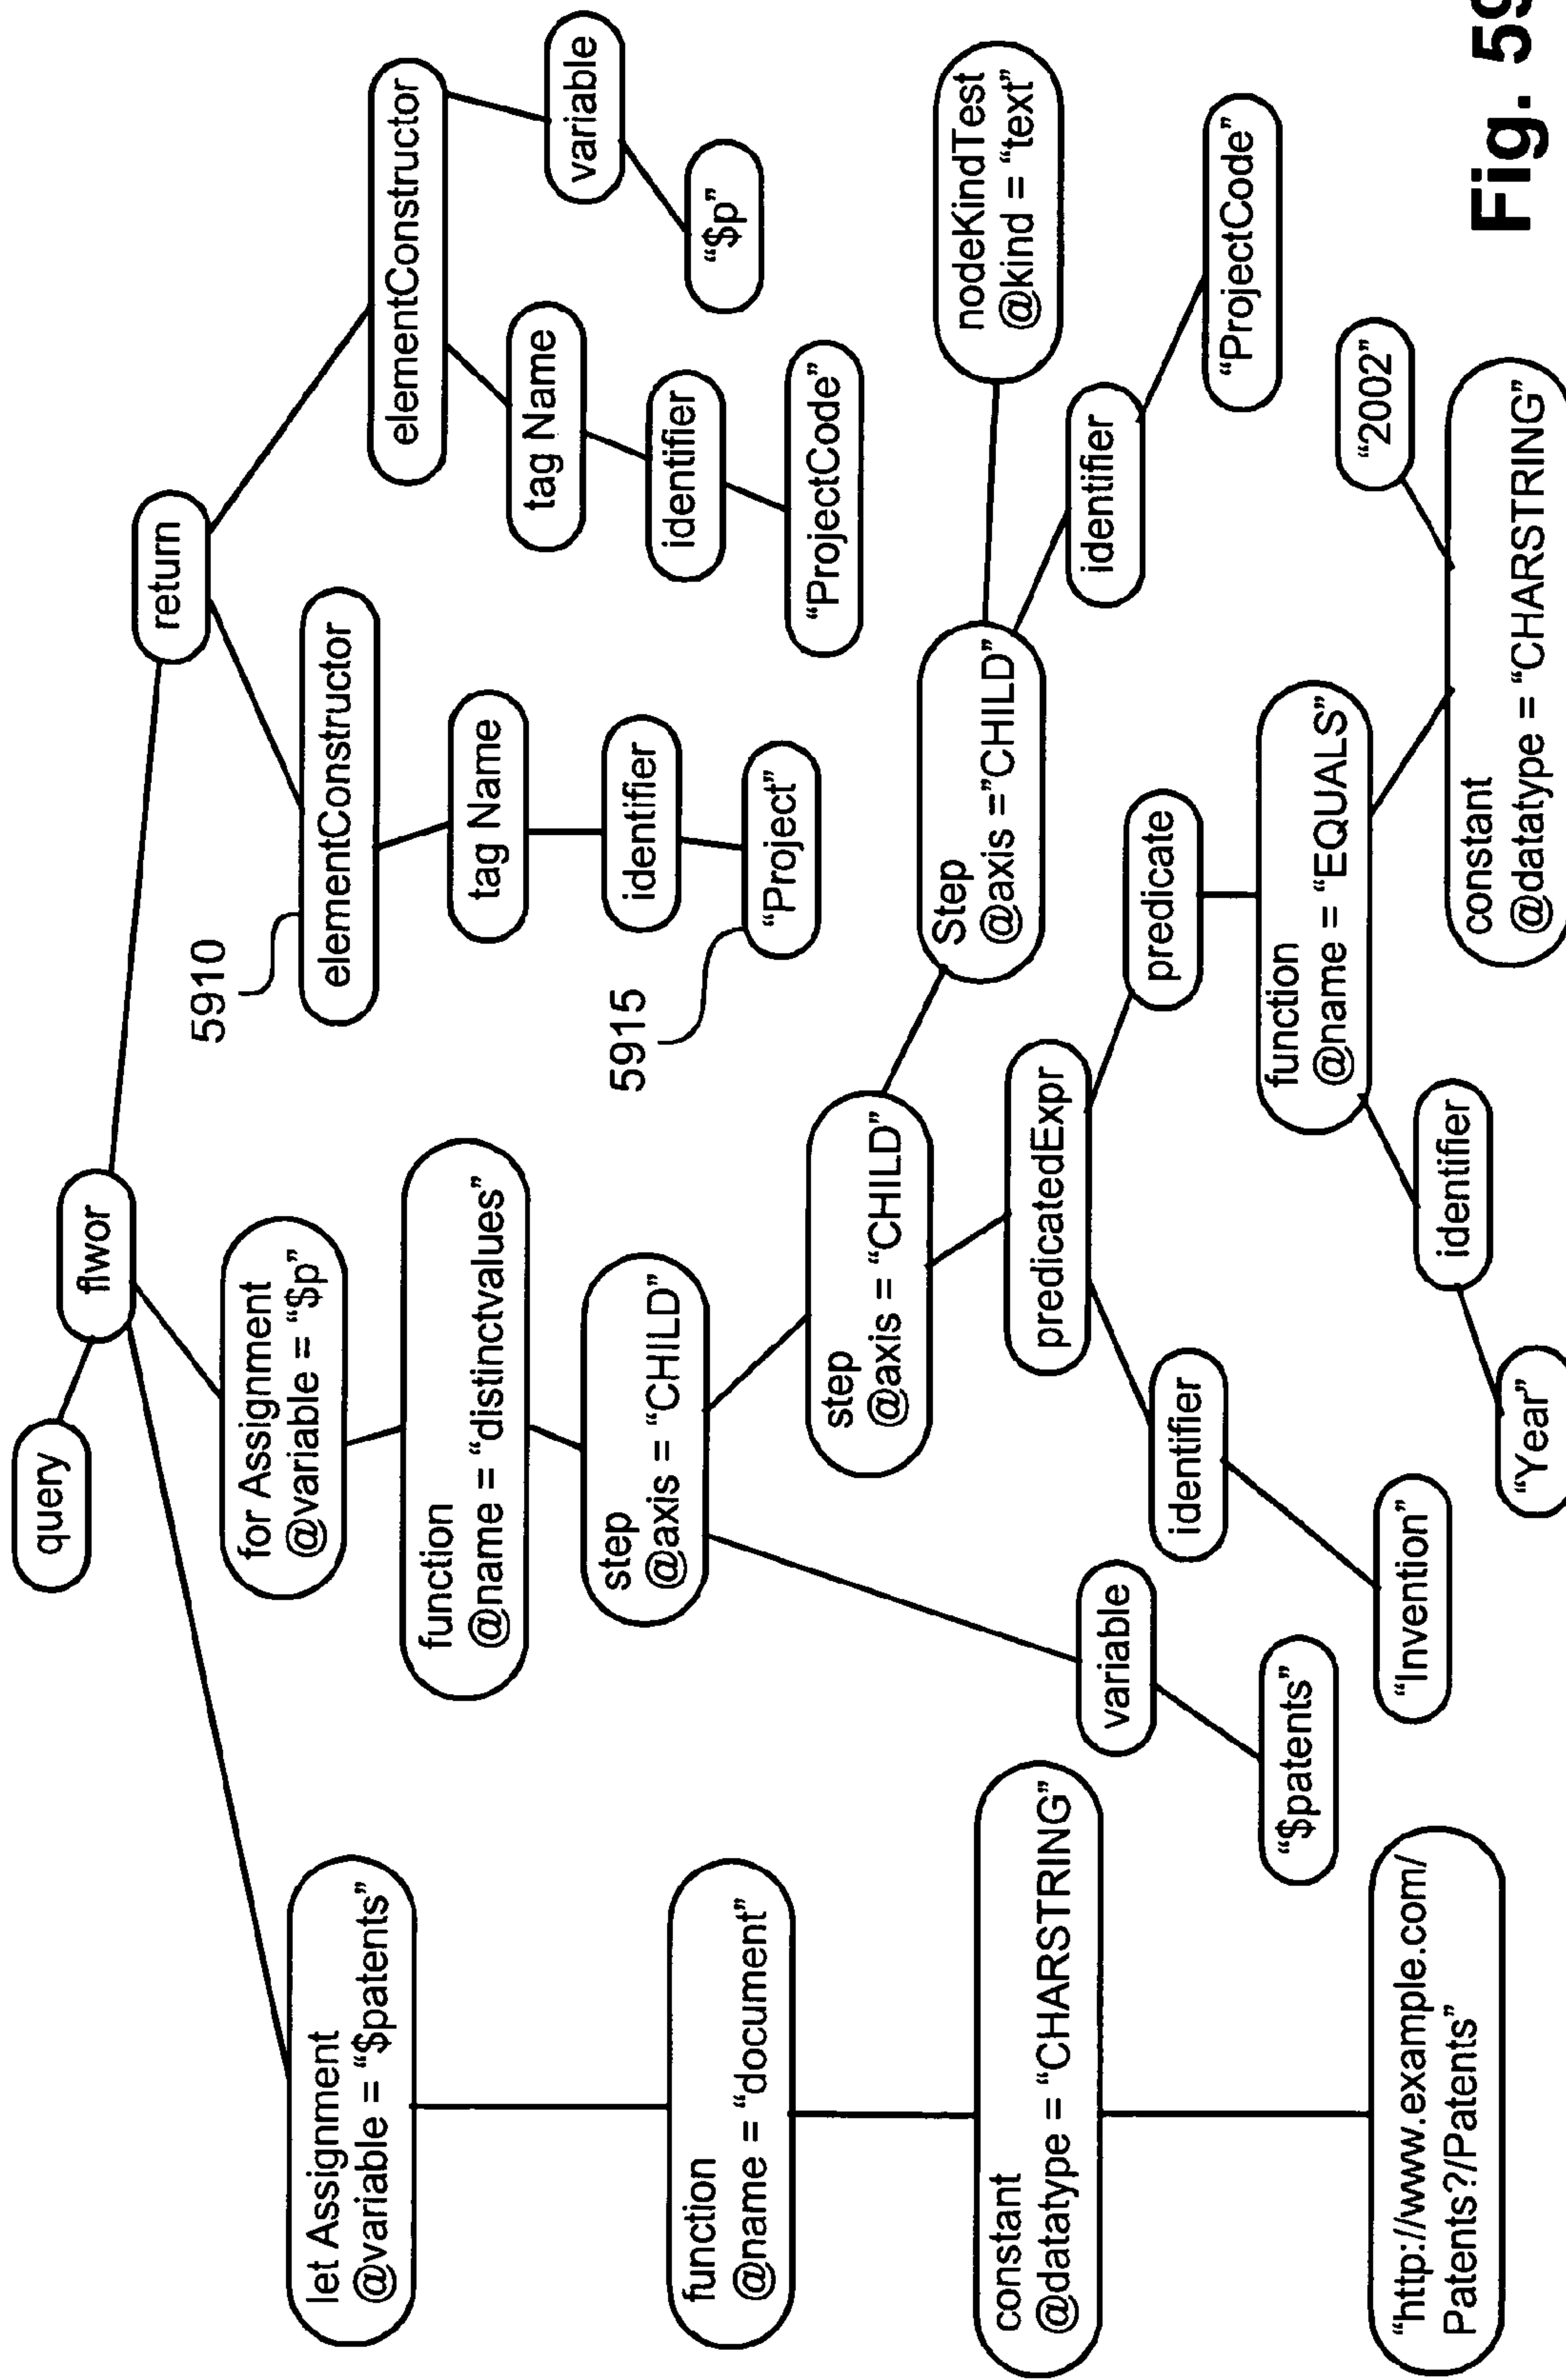 query
flwor
return
let Assignment
@variable = “$patents”
for Assignment
@variable = “$p”
5910
elementConstructor
elementConstructor
function
@name = “distinctvalues”
tag Name
tag Name
variable
step
@axis = “CHILD”
identifier
identifier
“$p”
function
@name = “document”
5915
“Project”
“ProjectCode”
step
@axis = “CHILD”
Step
@axis =”CHILD”
nodeKindTest
@kind = “text”
constant
@datatype = “CHARSTRING”
variable
predicatedExpr
identifier
identifier
predicate
“ProjectCode”
“$patents”
“Invention”
function
@name = “EQUALS”
“2002”
“http://www.example.com/
Patents?/Patents”
identifier
“Year”
constant
@datatype = “CHARSTRING”
Fig. 59